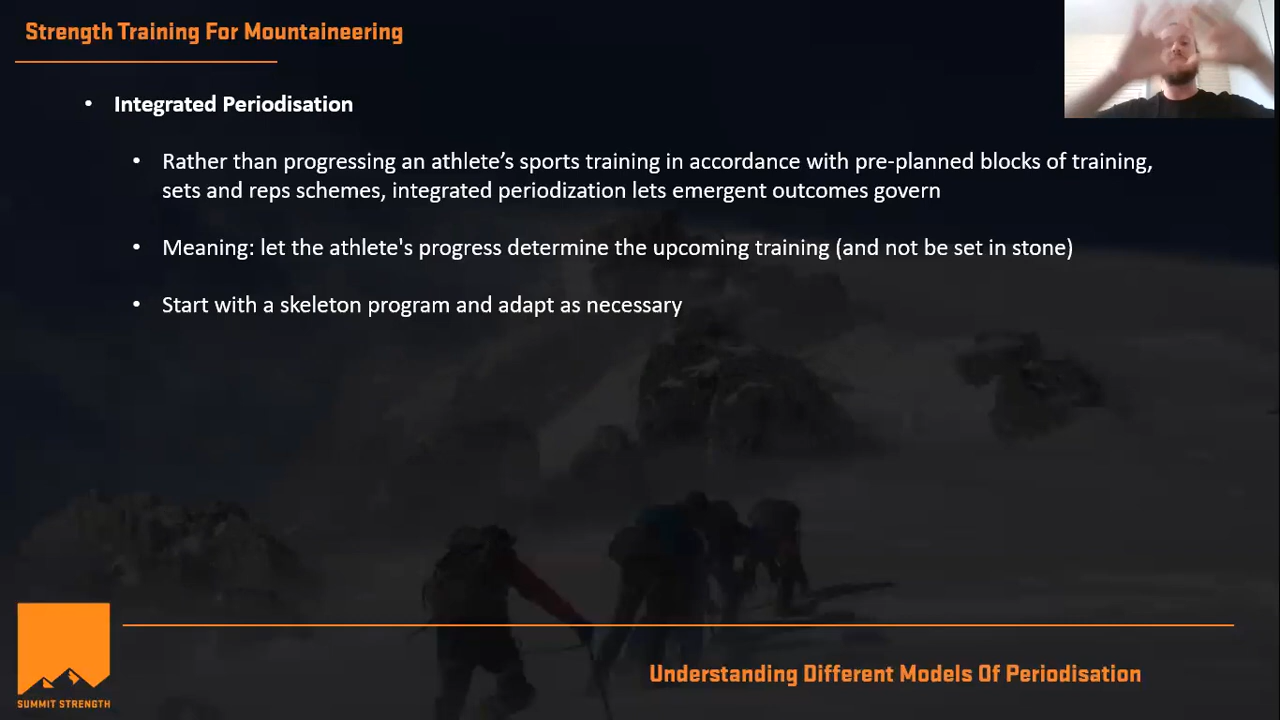 Strength Training For Mountaineering
• Integrated Periodisation
• Rather than progressing an athlete’s sports training in accordance with pre-planned blocks of training,
sets and reps schemes, integrated periodization lets emergent outcomes govern
• Meaning: let the athlete's progress determine the upcoming training (and not be set in stone)
• Start with a skeleton program and adapt as necessary
SUMMIT STRENGTH
Understanding Different Models Of Periodisation